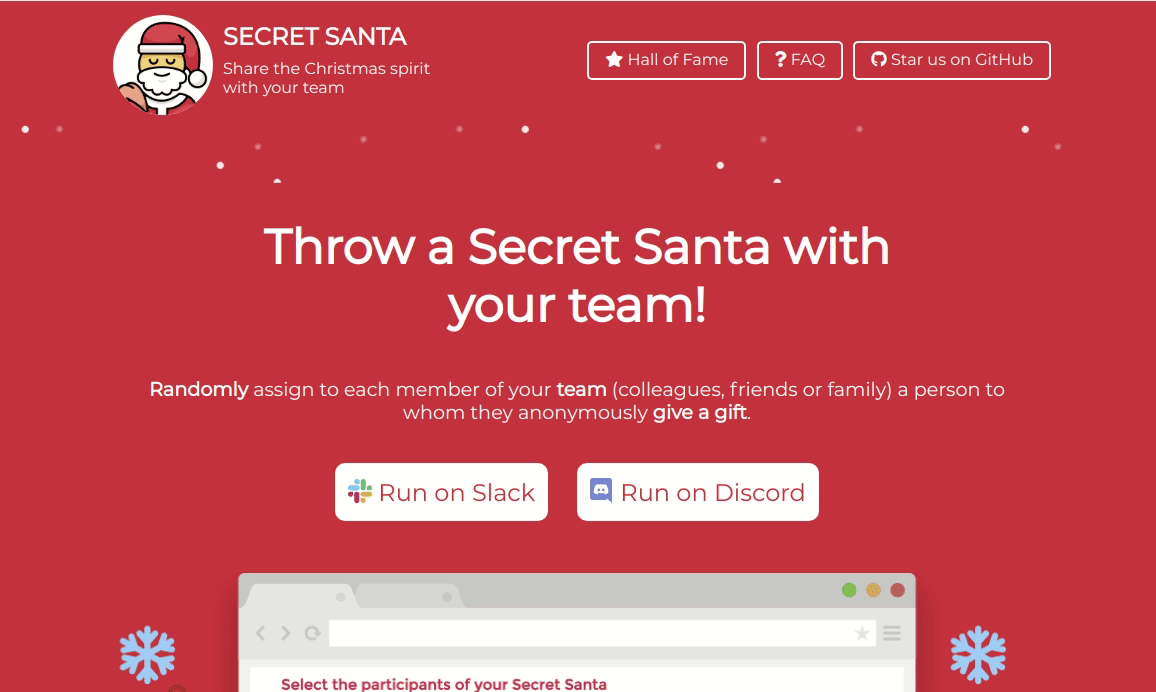 SECRET SANTA
Share the Christmas spirit
with your team
Hall of Fame
? FAQ
Star us on GitHub
Throw a Secret Santa with
your team!
Randomly assign to each member of your team (colleagues, friends or family) a person to
whom they anonymously give a gift.
Run on Slack
Run on Discord
Select the participants of your Secret Santa